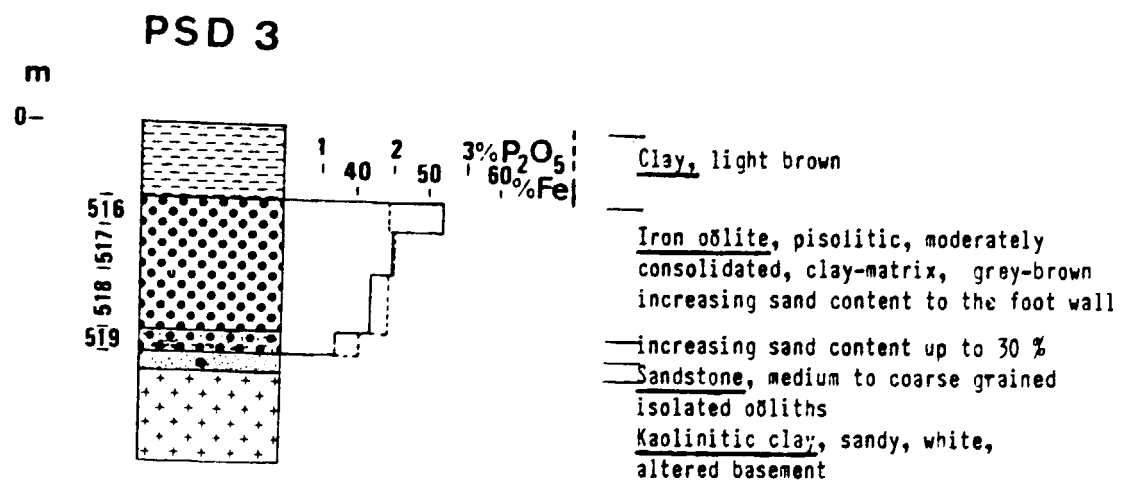 PSD 3
m
0–
1 2 3% P₂O₅
40 50 60% Fe
516
517
518
519
Clay, light brown
Iron oölite, pisolitic, moderately
consolidated, clay-matrix, grey-brown
increasing sand content to the foot wall
increasing sand content up to 30 %
Sandstone, medium to coarse grained
isolated oöliths
Kaolinitic clay, sandy, white,
altered basement